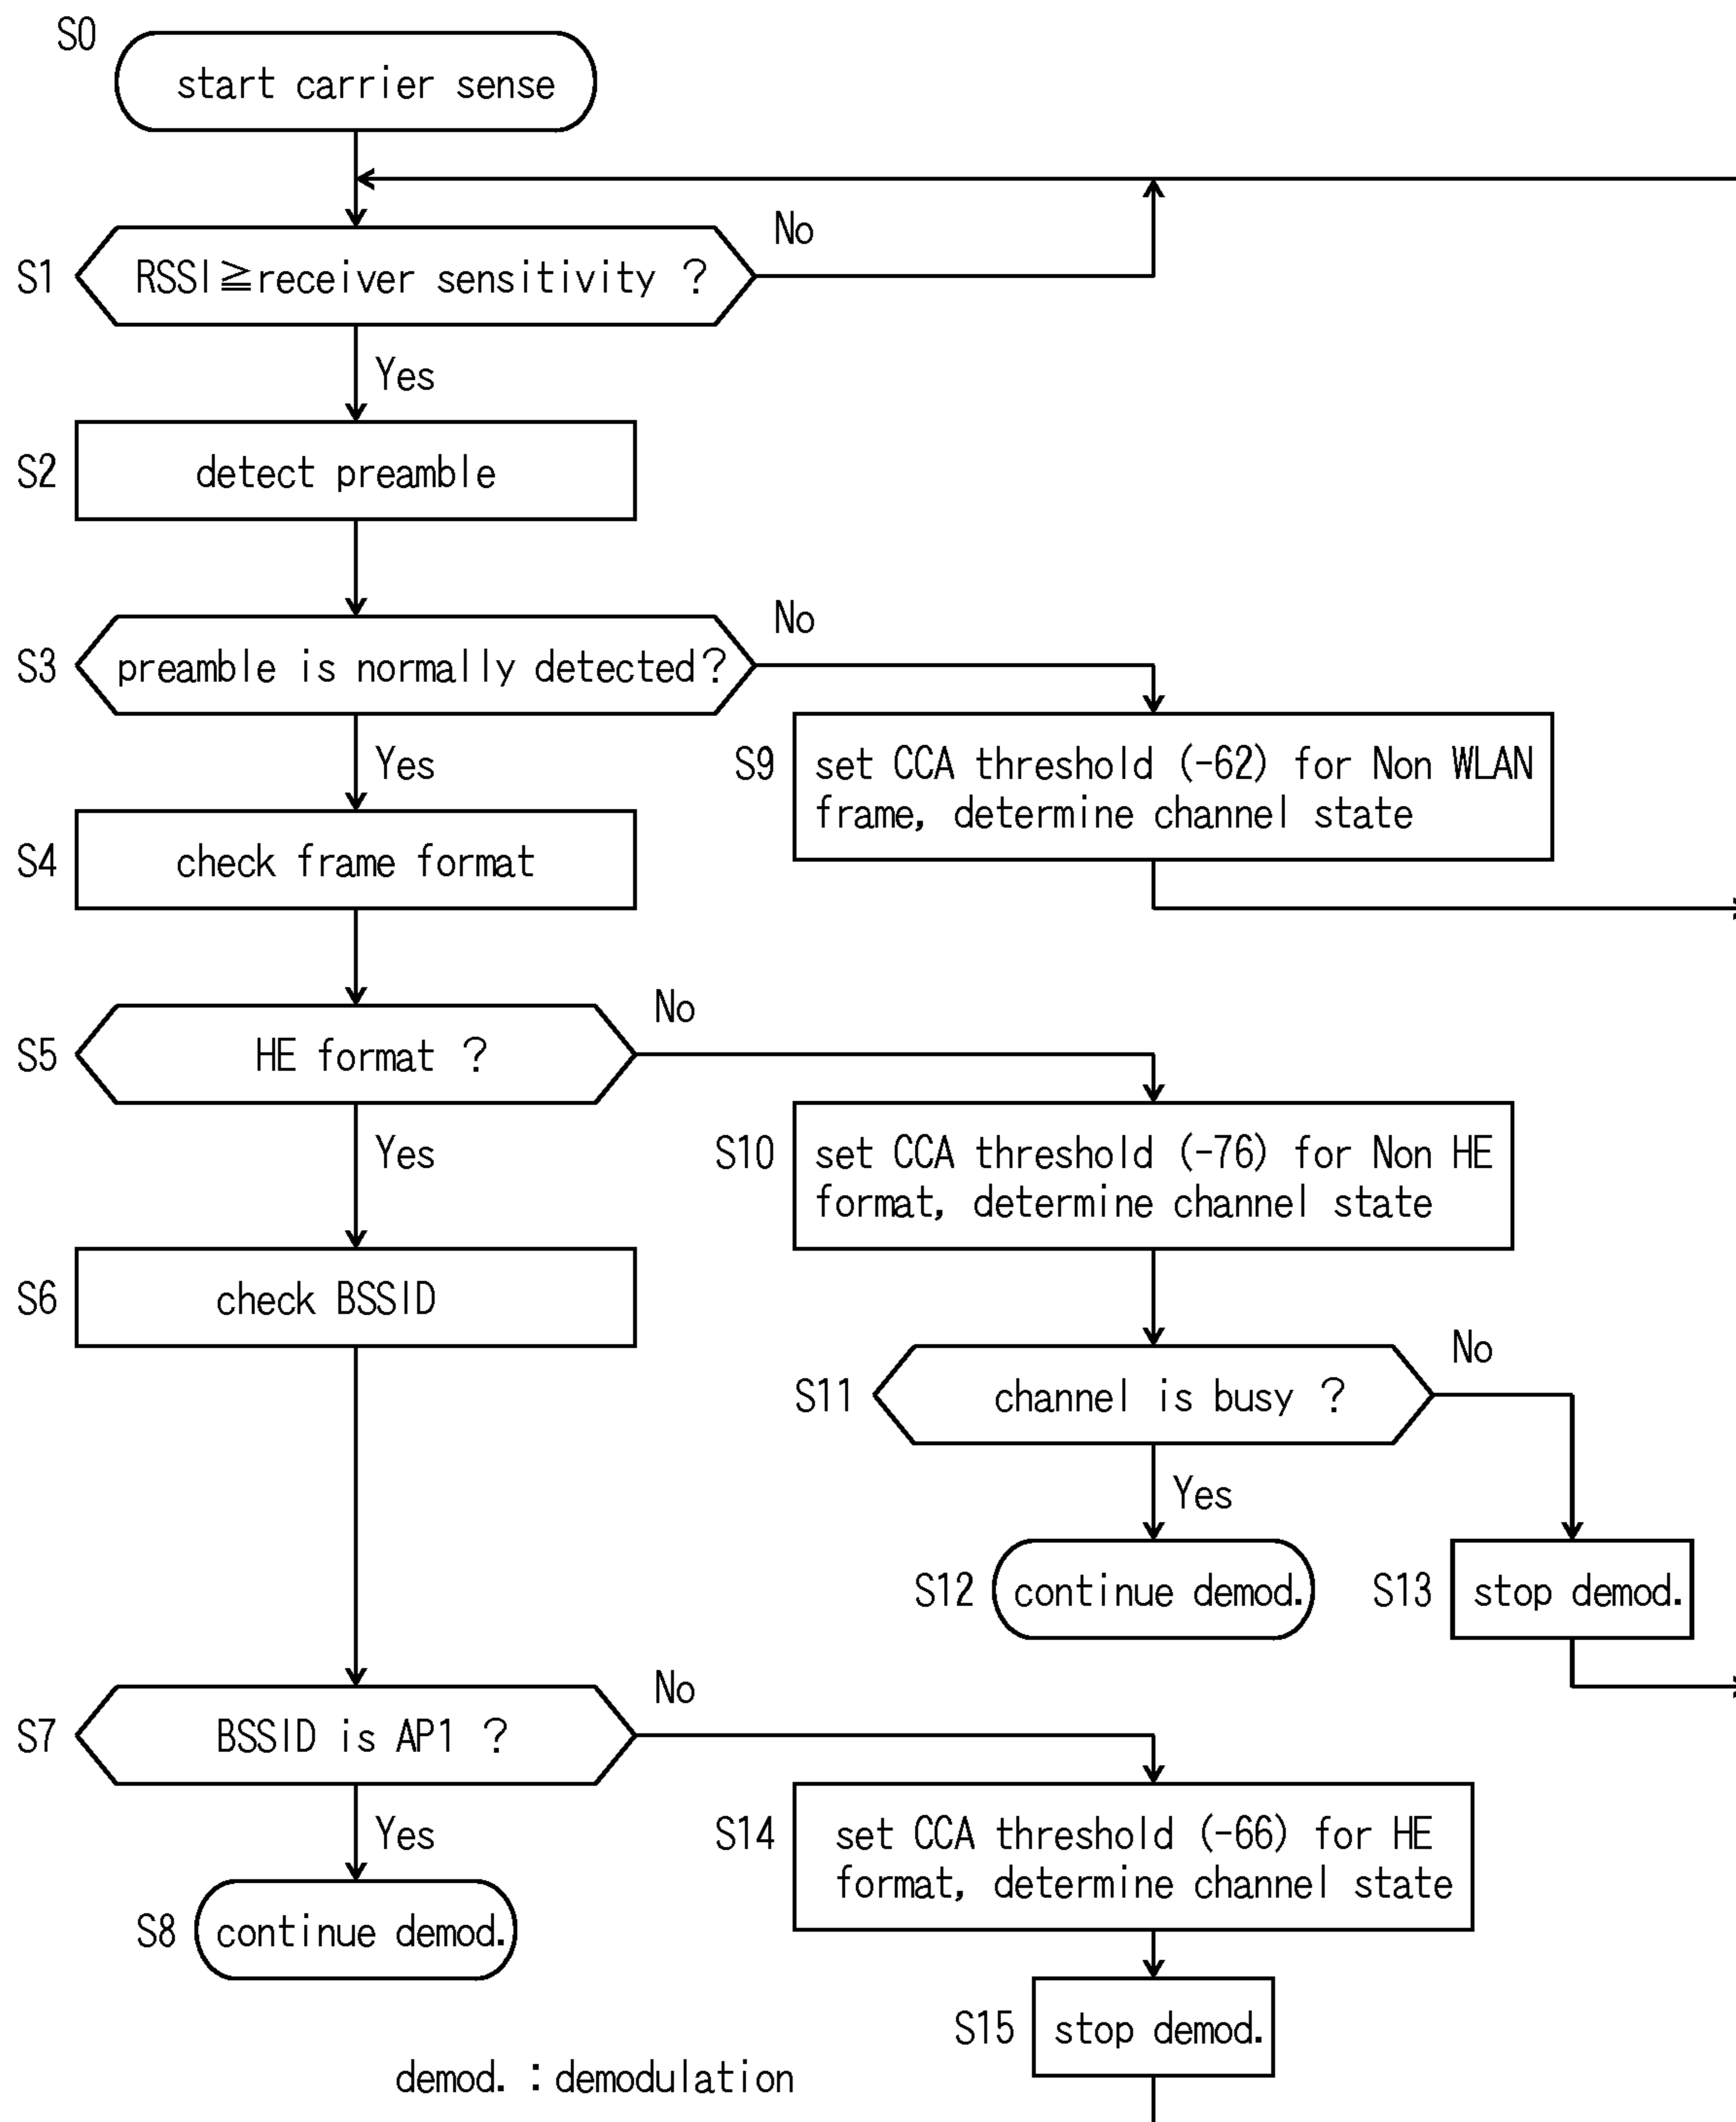 S0
start carrier sense
S1
RSSI≧receiver sensitivity ?
No
Yes
S2
detect preamble
S3
preamble is normally detected?
No
Yes
S9
set CCA threshold (-62) for Non WLAN
frame, determine channel state
S4
check frame format
S5
HE format ?
No
Yes
S10
set CCA threshold (-76) for Non HE
format, determine channel state
S6
check BSSID
S11
channel is busy ?
No
Yes
S12
continue demod.
S13
stop demod.
S7
BSSID is AP1 ?
No
Yes
S14
set CCA threshold (-66) for HE
format, determine channel state
S8
continue demod.
S15
stop demod.
demod. : demodulation